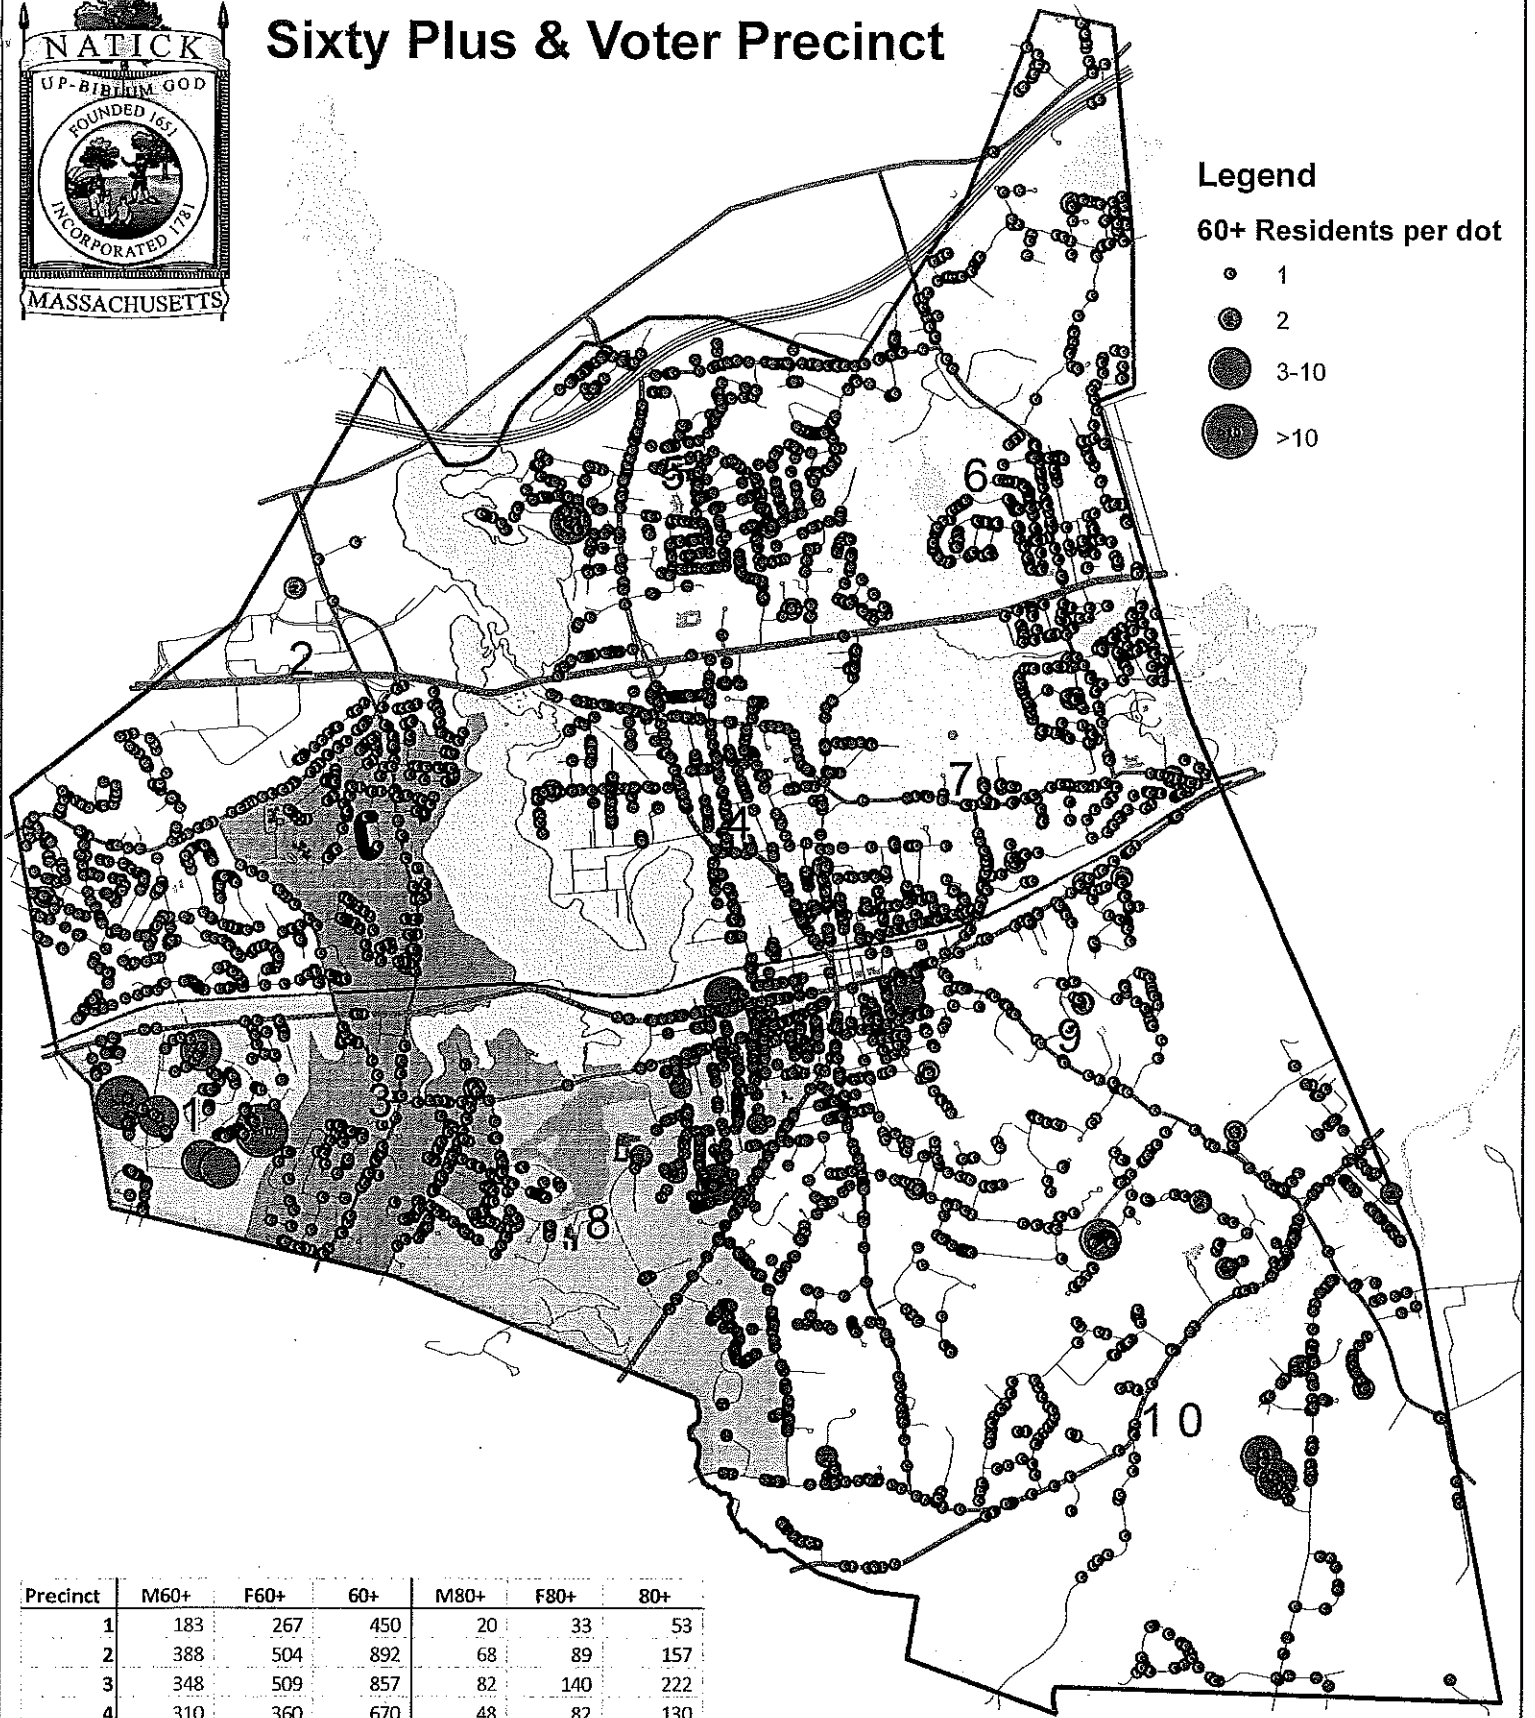 NATICK
UP-BIBLUM GOD
FOUNDED 1651
INCORPORATED 1781
MASSACHUSETTS
Sixty Plus & Voter Precinct
Legend
60+ Residents per dot
1
2
3-10
>10
5
6
2
7
4
9
3
1
8
10
Precinct M60+ F60+ 60+ M80+ F80+ 80+
1 183 267 450 20 33 53
2 388 504 892 68 89 157
3 348 509 857 82 140 222
4 310 360 670 48 82 130